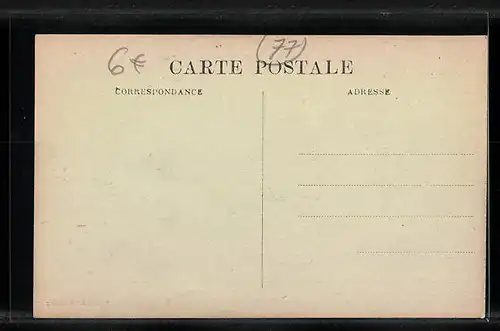 6€ (77)
CARTE POSTALE
CORRESPONDANCE ADRESSE